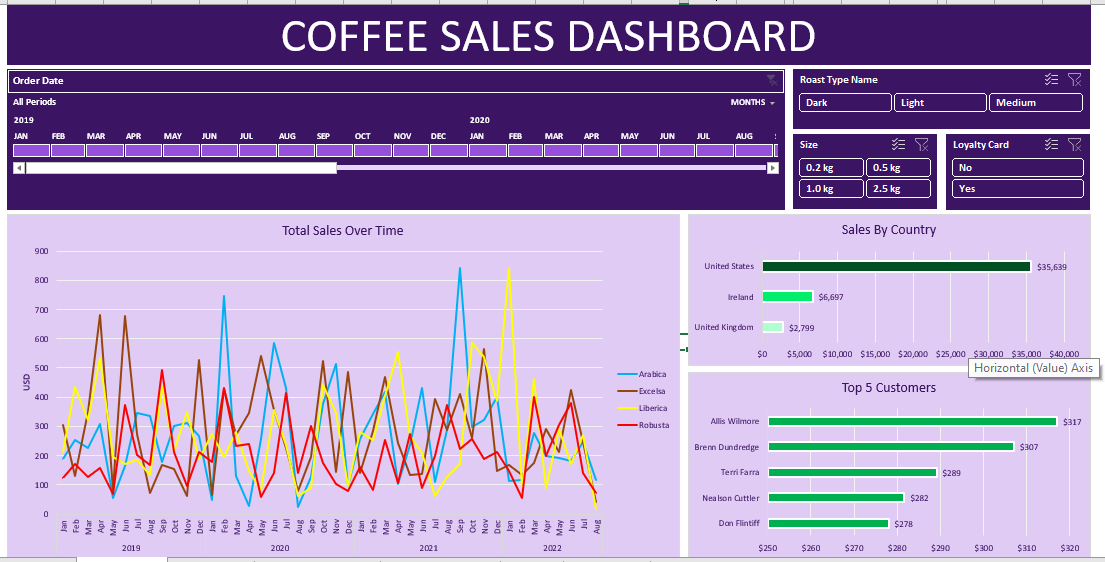 COFFEE SALES DASHBOARD
Order Date
All Periods MONTHS
2019 2020
JAN FEB MAR APR MAY JUN JUL AUG SEP OCT NOV DEC JAN FEB MAR APR MAY JUN JUL AUG
Roast Type Name
Dark Light Medium
Size
0.2 kg 0.5 kg
1.0 kg 2.5 kg
Loyalty Card
No
Yes
Total Sales Over Time
USD
900
800
700
600
500
400
300
200
100
0
Jan Feb Mar Apr May Jun Jul Aug Sep Oct Nov Dec Jan Feb Mar Apr May Jun Jul Aug Sep Oct Nov Dec Jan Feb Mar Apr May Jun Jul Aug Sep Oct Nov Dec Jan Feb Mar Apr May Jun Jul Aug
2019 2020 2021 2022
Arabica
Excelsa
Liberica
Robusta
Sales By Country
United States $35,639
Ireland $6,697
United Kingdom $2,799
$0 $5,000 $10,000 $15,000 $20,000 $25,000 $30,000 $35,000 $40,000
Horizontal (Value) Axis
Top 5 Customers
Allis Wilmore $317
Brenn Dundredge $307
Terri Farra $289
Nealson Cuttler $282
Don Flintiff $278
$250 $260 $270 $280 $290 $300 $310 $320